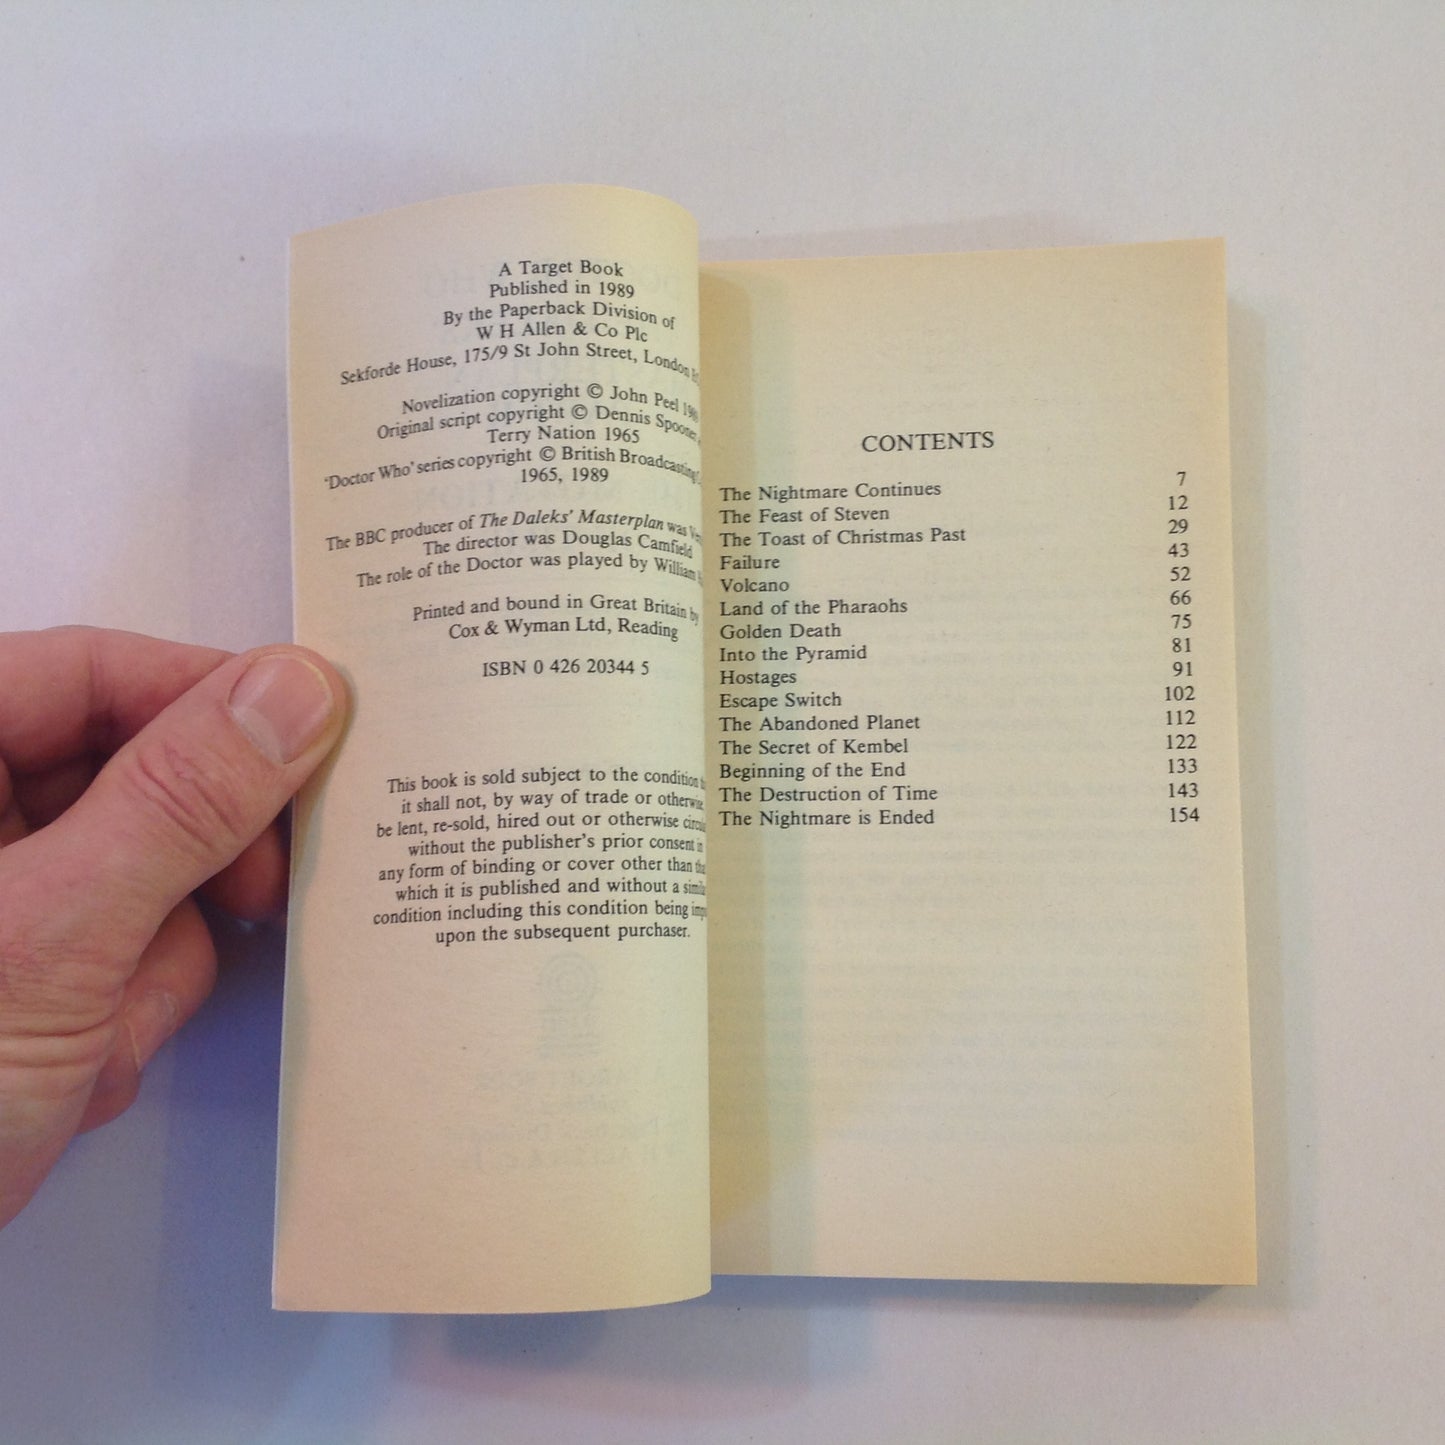 A Target Book
Published in 1989
By the Paperback Division of
W H Allen & Co Plc
Sekforde House, 175/9 St John Street, London
Novelization copyright © John Peel
Original script copyright © Dennis Spooner,
Terry Nation 1965
'Doctor Who' series copyright © British Broadcasting
1965, 1989
The BBC producer of The Daleks' Masterplan was
The director was Douglas Camfield
The role of the Doctor was played by William
Printed and bound in Great Britain by
Cox & Wyman Ltd, Reading
ISBN 0 426 20344 5
This book is sold subject to the condition
it shall not, by way of trade or otherwise,
be lent, re-sold, hired out or otherwise
without the publisher's prior consent in
any form of binding or cover other than
which it is published and without a
condition including this condition being
upon the subsequent purchaser.
CONTENTS
The Nightmare Continues 7
The Feast of Steven 12
The Toast of Christmas Past 29
Failure 43
Volcano 52
Land of the Pharaohs 66
Golden Death 75
Into the Pyramid 81
Hostages 91
Escape Switch 102
The Abandoned Planet 112
The Secret of Kembel 122
Beginning of the End 133
The Destruction of Time 143
The Nightmare is Ended 154